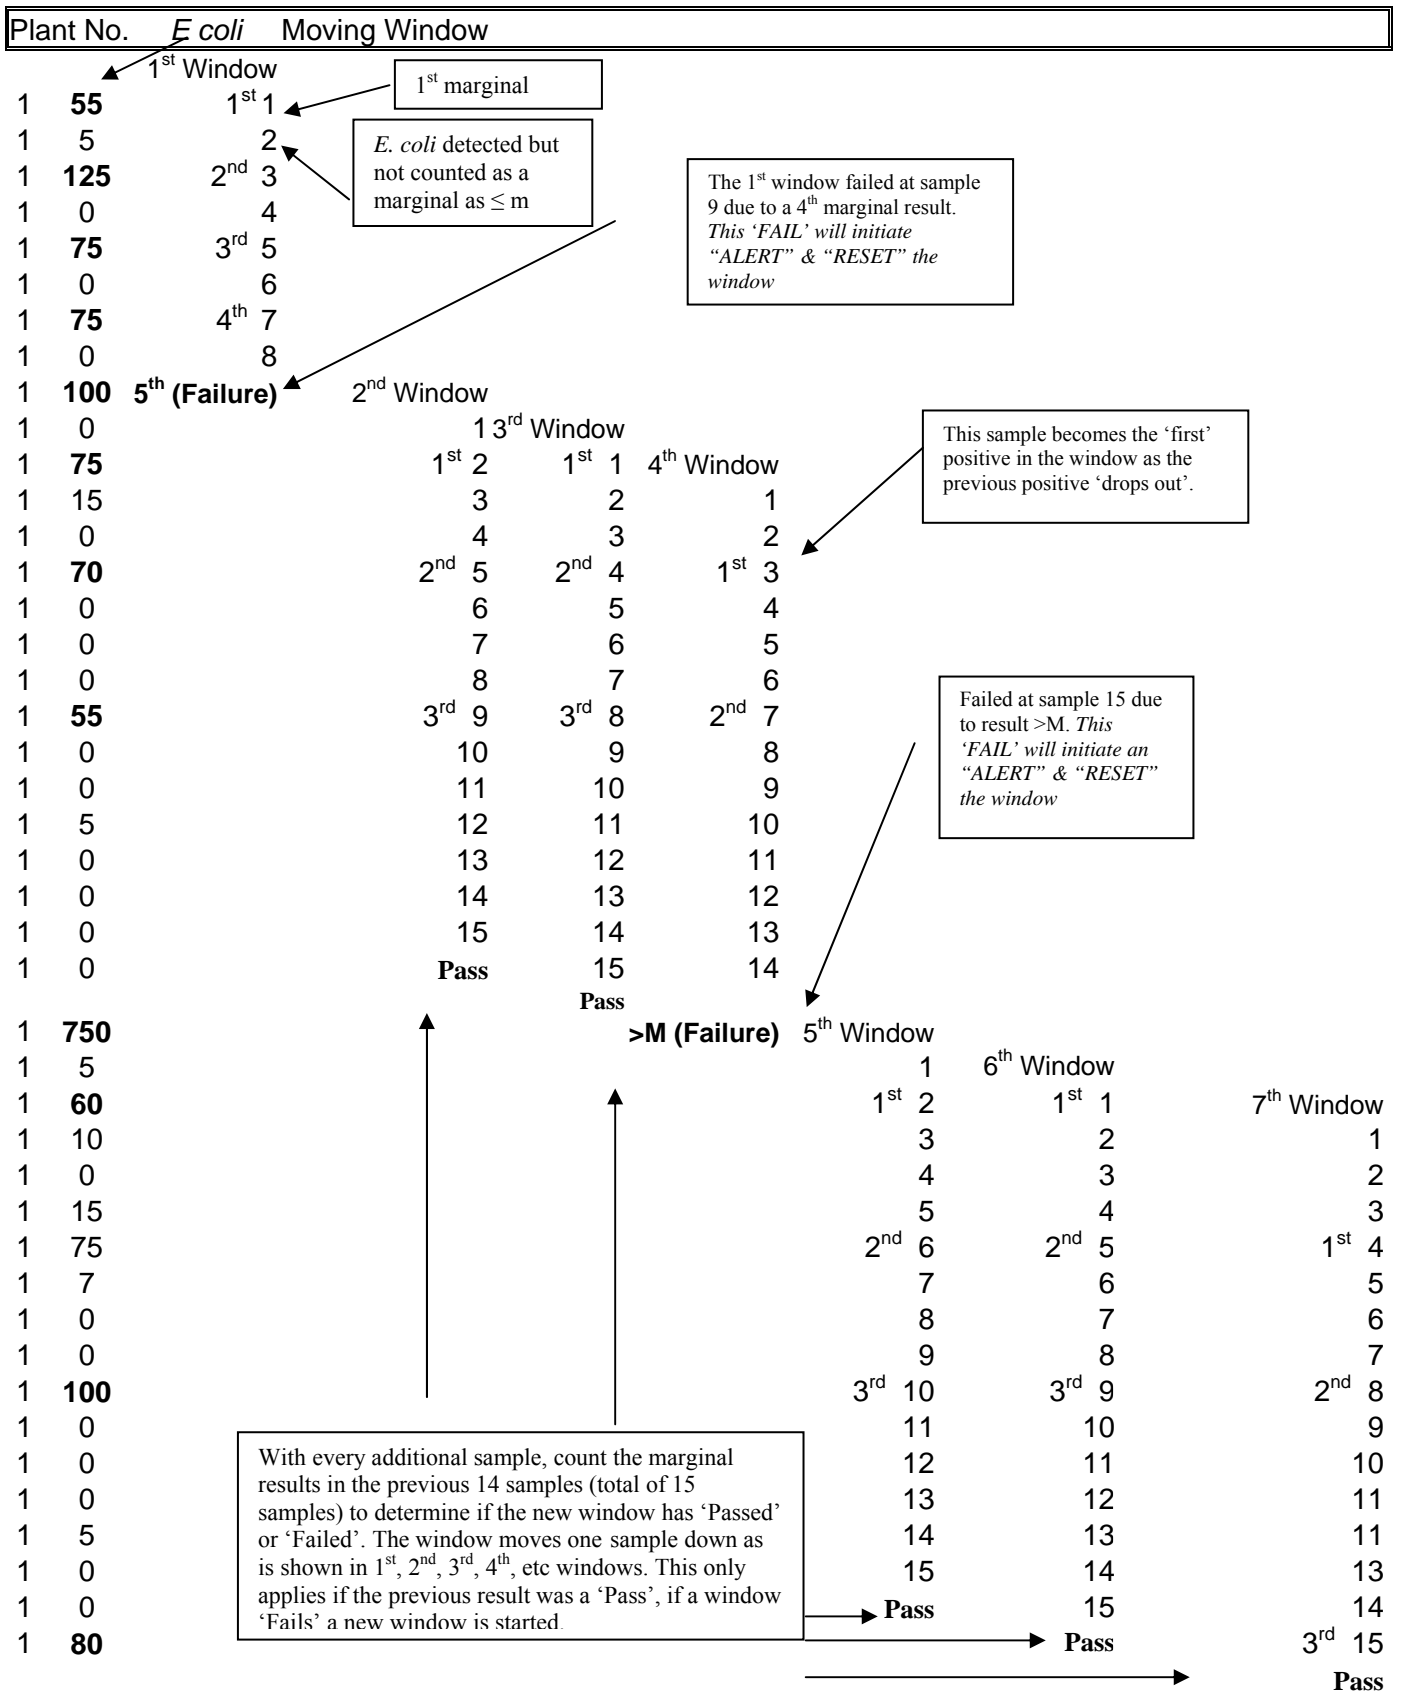 Plant No. E coli Moving Window
1st Window
1 55 1st 1
1st marginal
1 5 2
E. coli detected but
not counted as a
marginal as ≤ m
1 125 2nd 3
1 0 4
The 1st window failed at sample
9 due to a 4th marginal result.
This ‘FAIL’ will initiate
“ALERT” & “RESET” the
window
1 75 3rd 5
1 0 6
1 75 4th 7
1 0 8
1 100 5th (Failure) 2nd Window
1 0 1 3rd Window
1 75 1st 2 1st 1 4th Window
This sample becomes the ‘first’
positive in the window as the
previous positive ‘drops out’.
1 15 3 2 1
1 0 4 3 2
1 70 2nd 5 2nd 4 1st 3
1 0 6 5 4
1 0 7 6 5
1 0 8 7 6
1 55 3rd 9 3rd 8 2nd 7
Failed at sample 15 due
to result >M. This
‘FAIL’ will initiate an
“ALERT” & “RESET”
the window
1 0 10 9 8
1 0 11 10 9
1 5 12 11 10
1 0 13 12 11
1 0 14 13 12
1 0 15 14 13
1 0 Pass 15 14
Pass
1 750 >M (Failure) 5th Window
1 5 1 6th Window
1 60 1st 2 1st 1 7th Window
1 10 3 2 1
1 0 4 3 2
1 15 5 4 3
1 75 2nd 6 2nd 5 1st 4
1 7 7 6 5
1 0 8 7 6
1 0 9 8 7
1 100 3rd 10 3rd 9 2nd 8
1 0 11 10 9
1 0 12 11 10
1 0 13 12 11
1 5 14 13 11
1 0 15 14 13
1 0 Pass 15 14
1 80 Pass 3rd 15
Pass
With every additional sample, count the marginal
results in the previous 14 samples (total of 15
samples) to determine if the new window has ‘Passed’
or ‘Failed’. The window moves one sample down as
is shown in 1st, 2nd, 3rd, 4th, etc windows. This only
applies if the previous result was a ‘Pass’, if a window
‘Fails’ a new window is started.